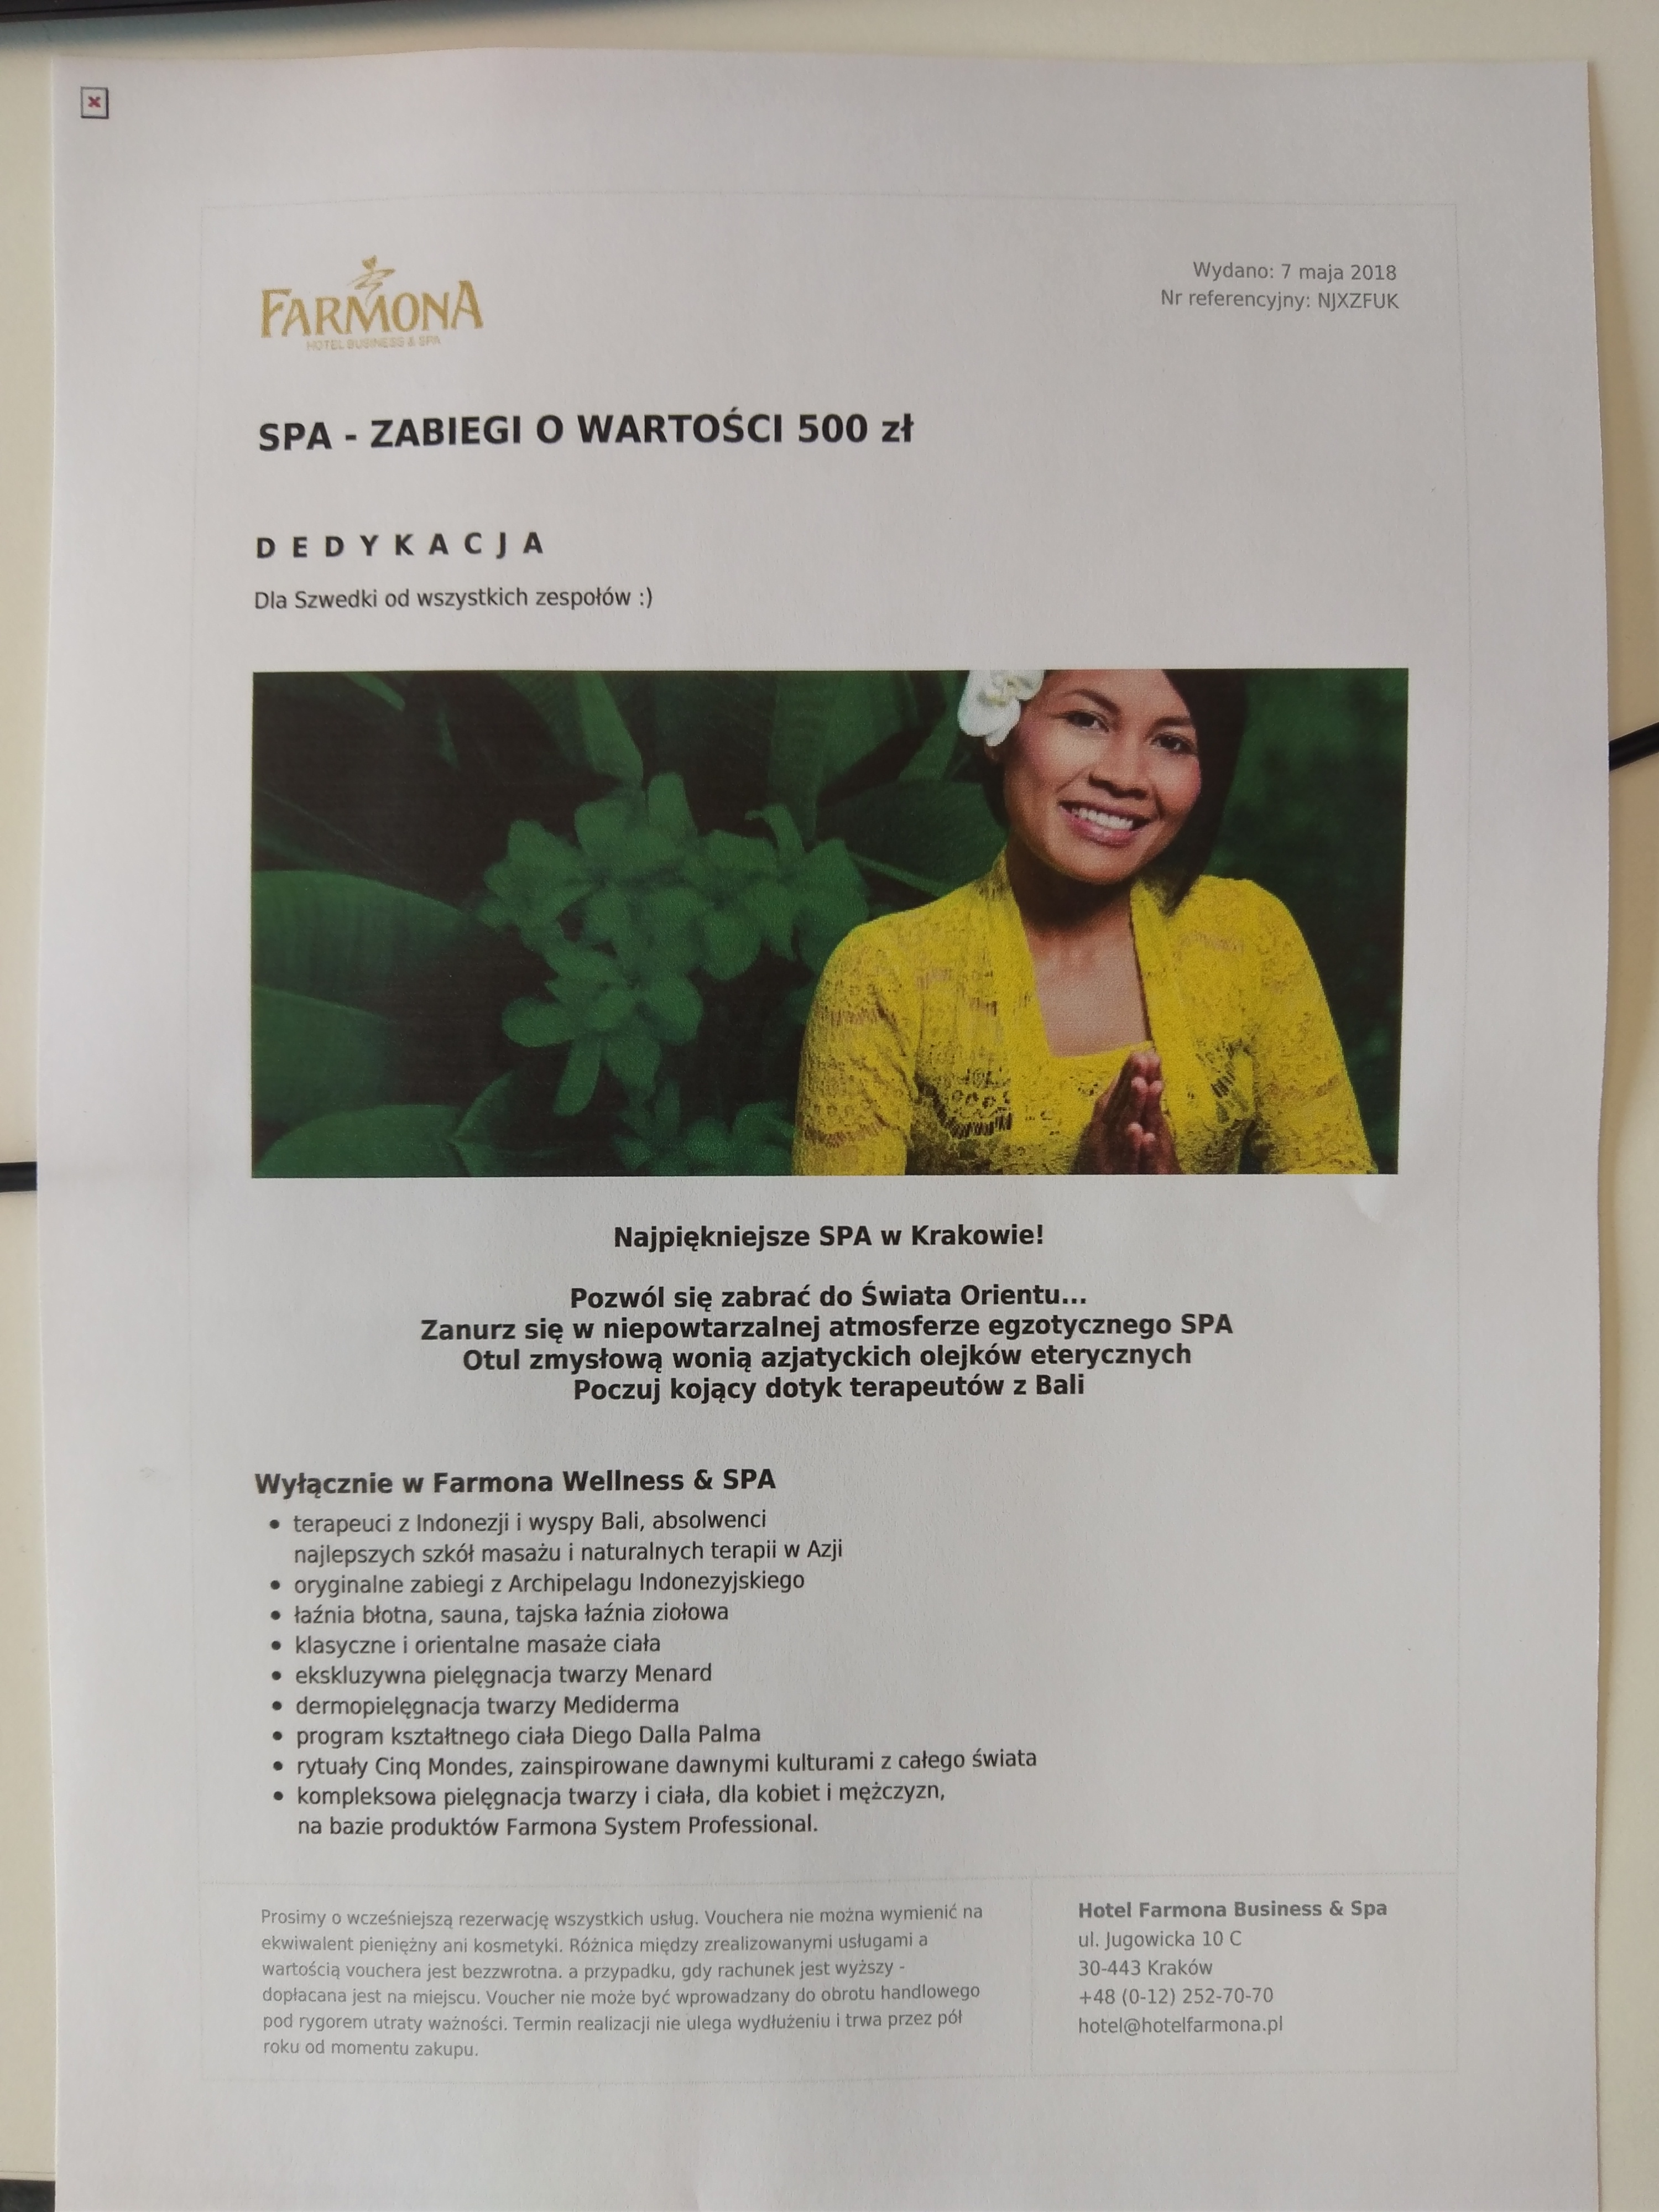 FARMONA
HOTEL BUSINESS & SPA
Wydano: 7 maja 2018
Nr referencyjny: NJXZFUK
SPA - ZABIEGI O WARTOŚCI 500 zł
D E D Y K A C J A
Dla Szwedki od wszystkich zespołów :)
Najpiękniejsze SPA w Krakowie!
Pozwól się zabrać do Świata Orientu...
Zanurz się w niepowtarzalnej atmosferze egzotycznego SPA
Otul zmysłową wonią azjatyckich olejków eterycznych
Poczuj kojący dotyk terapeutów z Bali
Wyłącznie w Farmona Wellness & SPA
• terapeuci z Indonezji i wyspy Bali, absolwenci
najlepszych szkół masażu i naturalnych terapii w Azji
• oryginalne zabiegi z Archipelagu Indonezyjskiego
• łaźnia błotna, sauna, tajska łaźnia ziołowa
• klasyczne i orientalne masaże ciała
• ekskluzywna pielęgnacja twarzy Menard
• dermopielęgnacja twarzy Mediderma
• program kształtnego ciała Diego Dalla Palma
• rytuały Cinq Mondes, zainspirowane dawnymi kulturami z całego świata
• kompleksowa pielęgnacja twarzy i ciała, dla kobiet i mężczyzn,
na bazie produktów Farmona System Professional.
Prosimy o wcześniejszą rezerwację wszystkich usług. Vouchera nie można wymienić na
ekwiwalent pieniężny ani kosmetyki. Różnica między zrealizowanymi usługami a
wartością vouchera jest bezzwrotna. a przypadku, gdy rachunek jest wyższy -
dopłacana jest na miejscu. Voucher nie może być wprowadzany do obrotu handlowego
pod rygorem utraty ważności. Termin realizacji nie ulega wydłużeniu i trwa przez pół
roku od momentu zakupu.
Hotel Farmona Business & Spa
ul. Jugowicka 10 C
30-443 Kraków
+48 (0-12) 252-70-70
hotel@hotelfarmona.pl